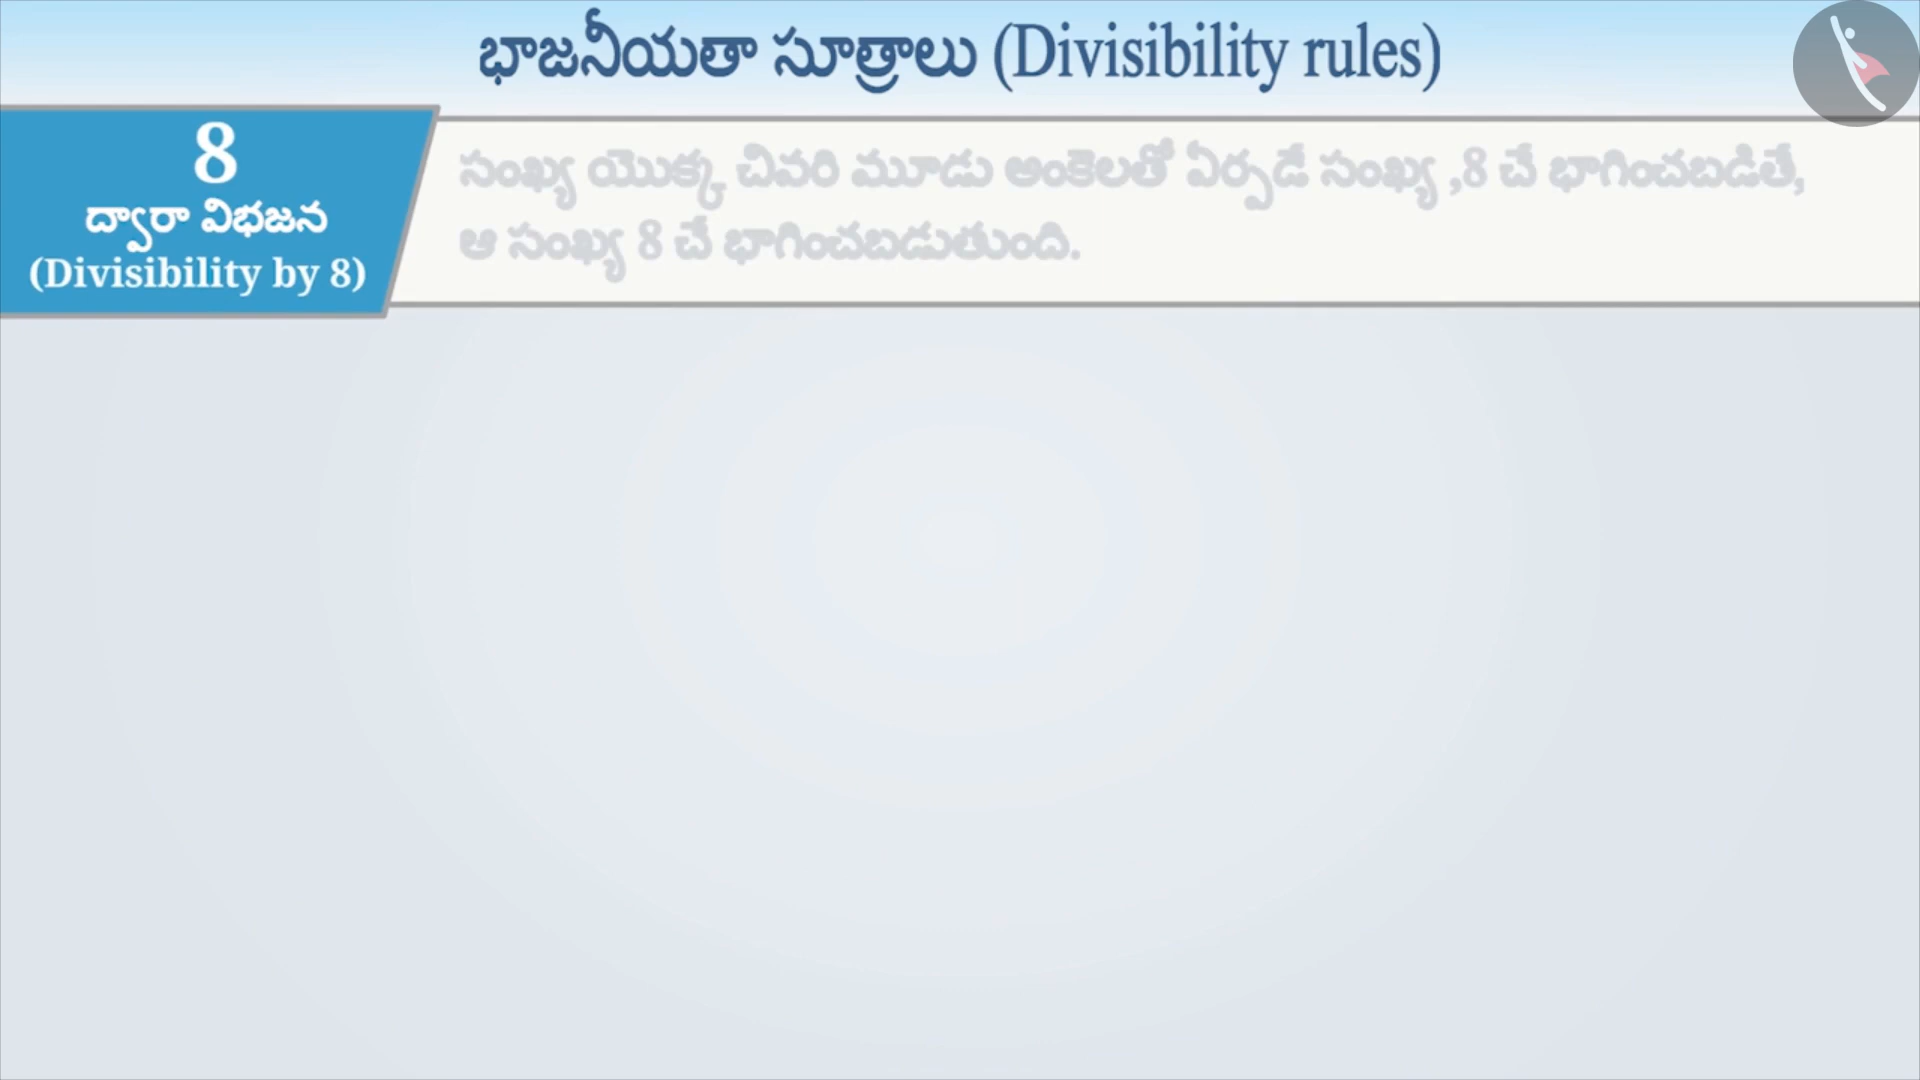 భాజనీయతా సూత్రాలు (Divisibility rules)
8
ద్వారా విభజన
(Divisibility by 8)
సంఖ్య యొక్క చివరి మూడు అంకెలతో ఏర్పడే సంఖ్య ,8 చే భాగించబడితే,
ఆ సంఖ్య 8 చే భాగించబడుతుంది.